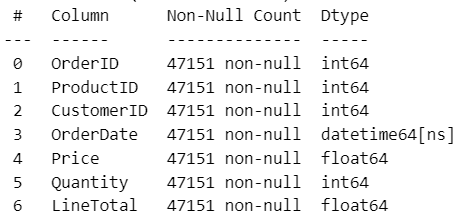 #   Column      Non-Null Count  Dtype
---  ------      --------------  -----
0   OrderID     47151 non-null  int64
1   ProductID   47151 non-null  int64
2   CustomerID  47151 non-null  int64
3   OrderDate   47151 non-null  datetime64[ns]
4   Price       47151 non-null  float64
5   Quantity    47151 non-null  int64
6   LineTotal   47151 non-null  float64